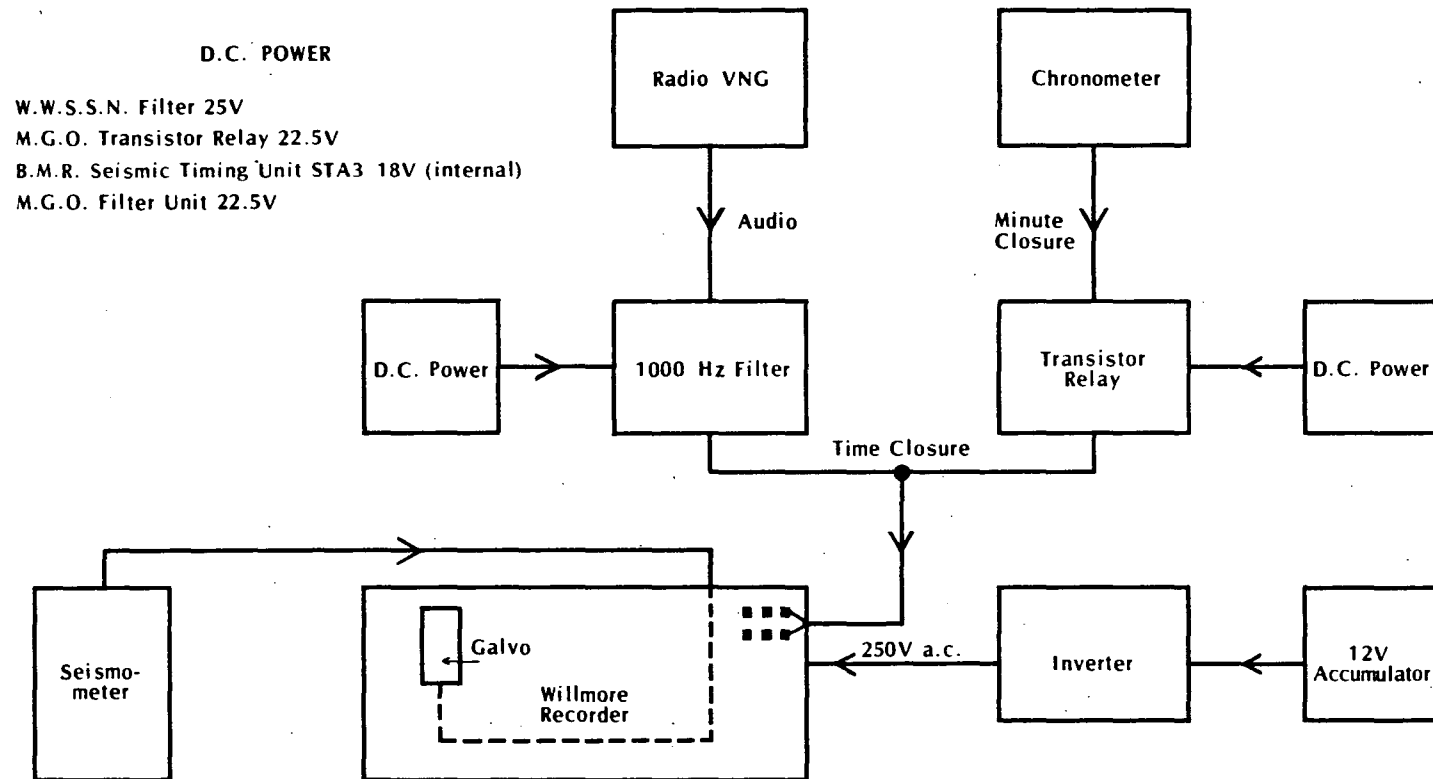 D.C. POWER
W.W.S.S.N. Filter 25V
M.G.O. Transistor Relay 22.5V
B.M.R. Seismic Timing Unit STA3 18V (internal)
M.G.O. Filter Unit 22.5V
Radio VNG
Chronometer
Audio
Minute
Closure
D.C. Power
1000 Hz Filter
Transistor
Relay
D.C. Power
Time Closure
Seismo-
meter
Galvo
Willmore
Recorder
250V a.c.
Inverter
12V
Accumulator